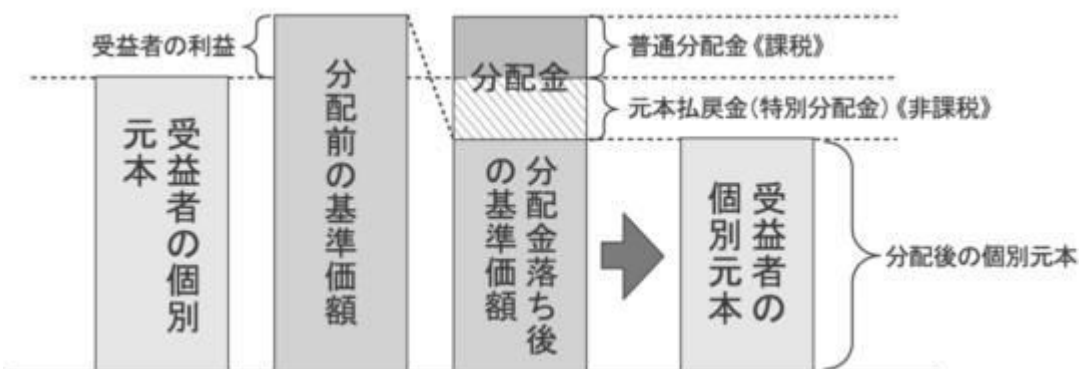 受益者の利益
受益者の個別
元本
分配前の基準価額
分配金
分配金落ち後
の基準価額
普通分配金《課税》
元本払戻金(特別分配金)《非課税》
受益者の
個別元本
分配後の個別元本